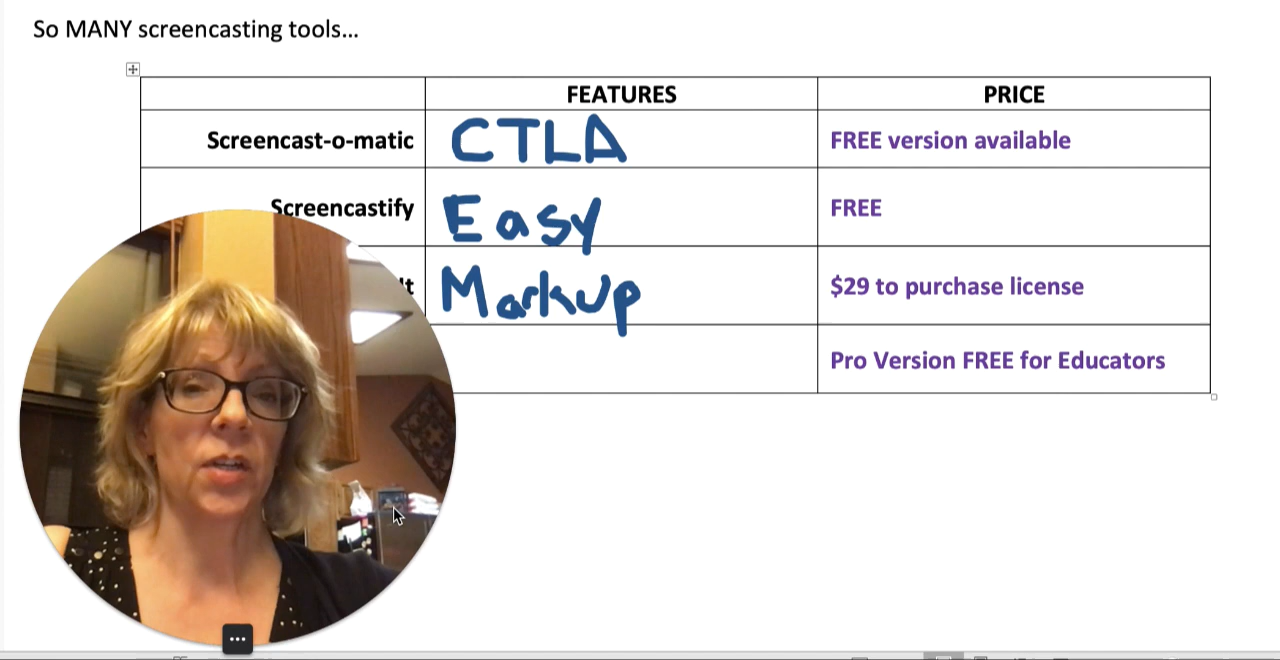 So MANY screencasting tools...
FEATURES PRICE
Screencast-o-matic CTLA FREE version available
Screencastify Easy FREE
Markup $29 to purchase license
Pro Version FREE for Educators